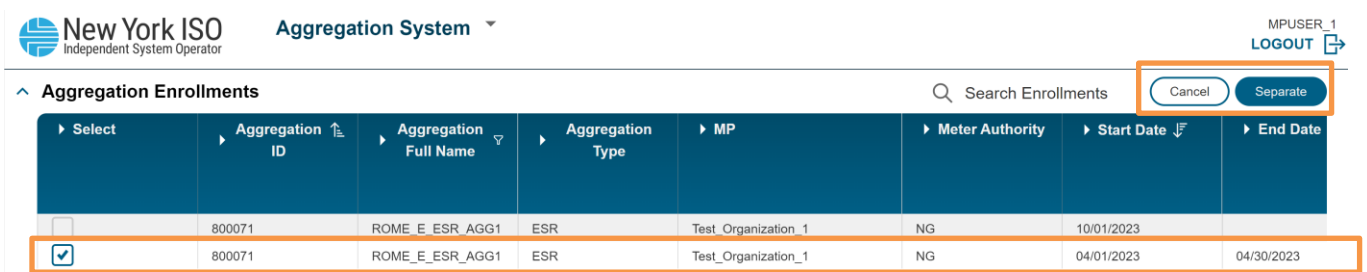 New York ISO
Independent System Operator
Aggregation System
MPUSER_1
LOGOUT
Aggregation Enrollments
Search Enrollments
Cancel
Separate
Select
Aggregation ID
Aggregation Full Name
Aggregation Type
MP
Meter Authority
Start Date
End Date
800071 ROME_E_ESR_AGG1 ESR Test_Organization_1 NG 10/01/2023
800071 ROME_E_ESR_AGG1 ESR Test_Organization_1 NG 04/01/2023 04/30/2023